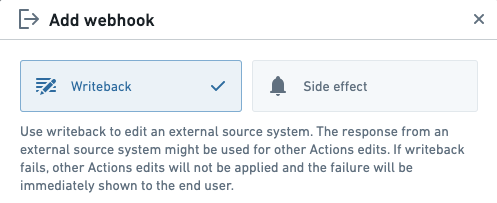 Add webhook
Writeback
Side effect
Use writeback to edit an external source system. The response from an
external source system might be used for other Actions edits. If writeback
fails, other Actions edits will not be applied and the failure will be
immediately shown to the end user.